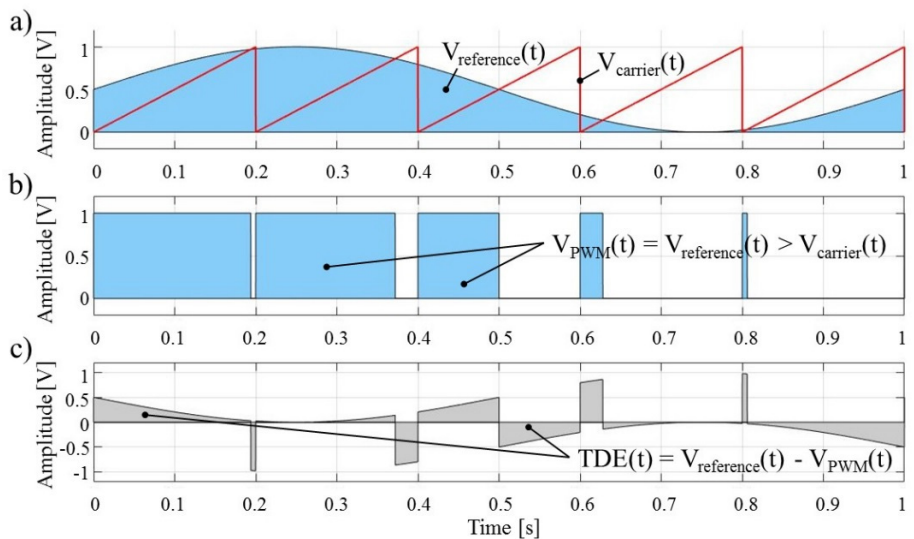 a)
Amplitude [V]
1
0.5
0
V_reference(t)
V_carrier(t)
0 0.1 0.2 0.3 0.4 0.5 0.6 0.7 0.8 0.9 1
b)
Amplitude [V]
1
0.5
0
V_PWM(t) = V_reference(t) > V_carrier(t)
0 0.1 0.2 0.3 0.4 0.5 0.6 0.7 0.8 0.9 1
c)
Amplitude [V]
1
0.5
0
-0.5
-1
TDE(t) = V_reference(t) - V_PWM(t)
0 0.1 0.2 0.3 0.4 0.5 0.6 0.7 0.8 0.9 1
Time [s]